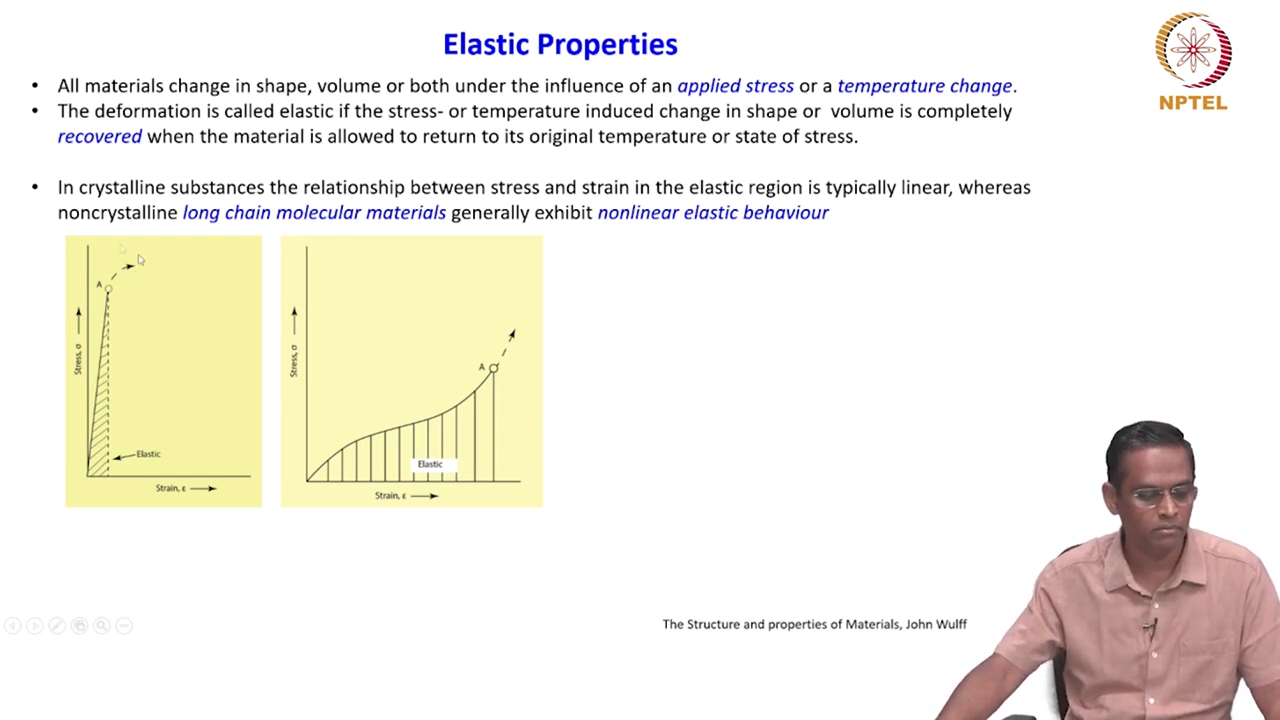 Elastic Properties
NPTEL
• All materials change in shape, volume or both under the influence of an applied stress or a temperature change.
• The deformation is called elastic if the stress- or temperature induced change in shape or volume is completely
recovered when the material is allowed to return to its original temperature or state of stress.
• In crystalline substances the relationship between stress and strain in the elastic region is typically linear, whereas
noncrystalline long chain molecular materials generally exhibit nonlinear elastic behaviour
A
Stress, σ
Elastic
Strain, ε
A
Stress, σ
Elastic
Strain, ε
The Structure and properties of Materials, John Wulff